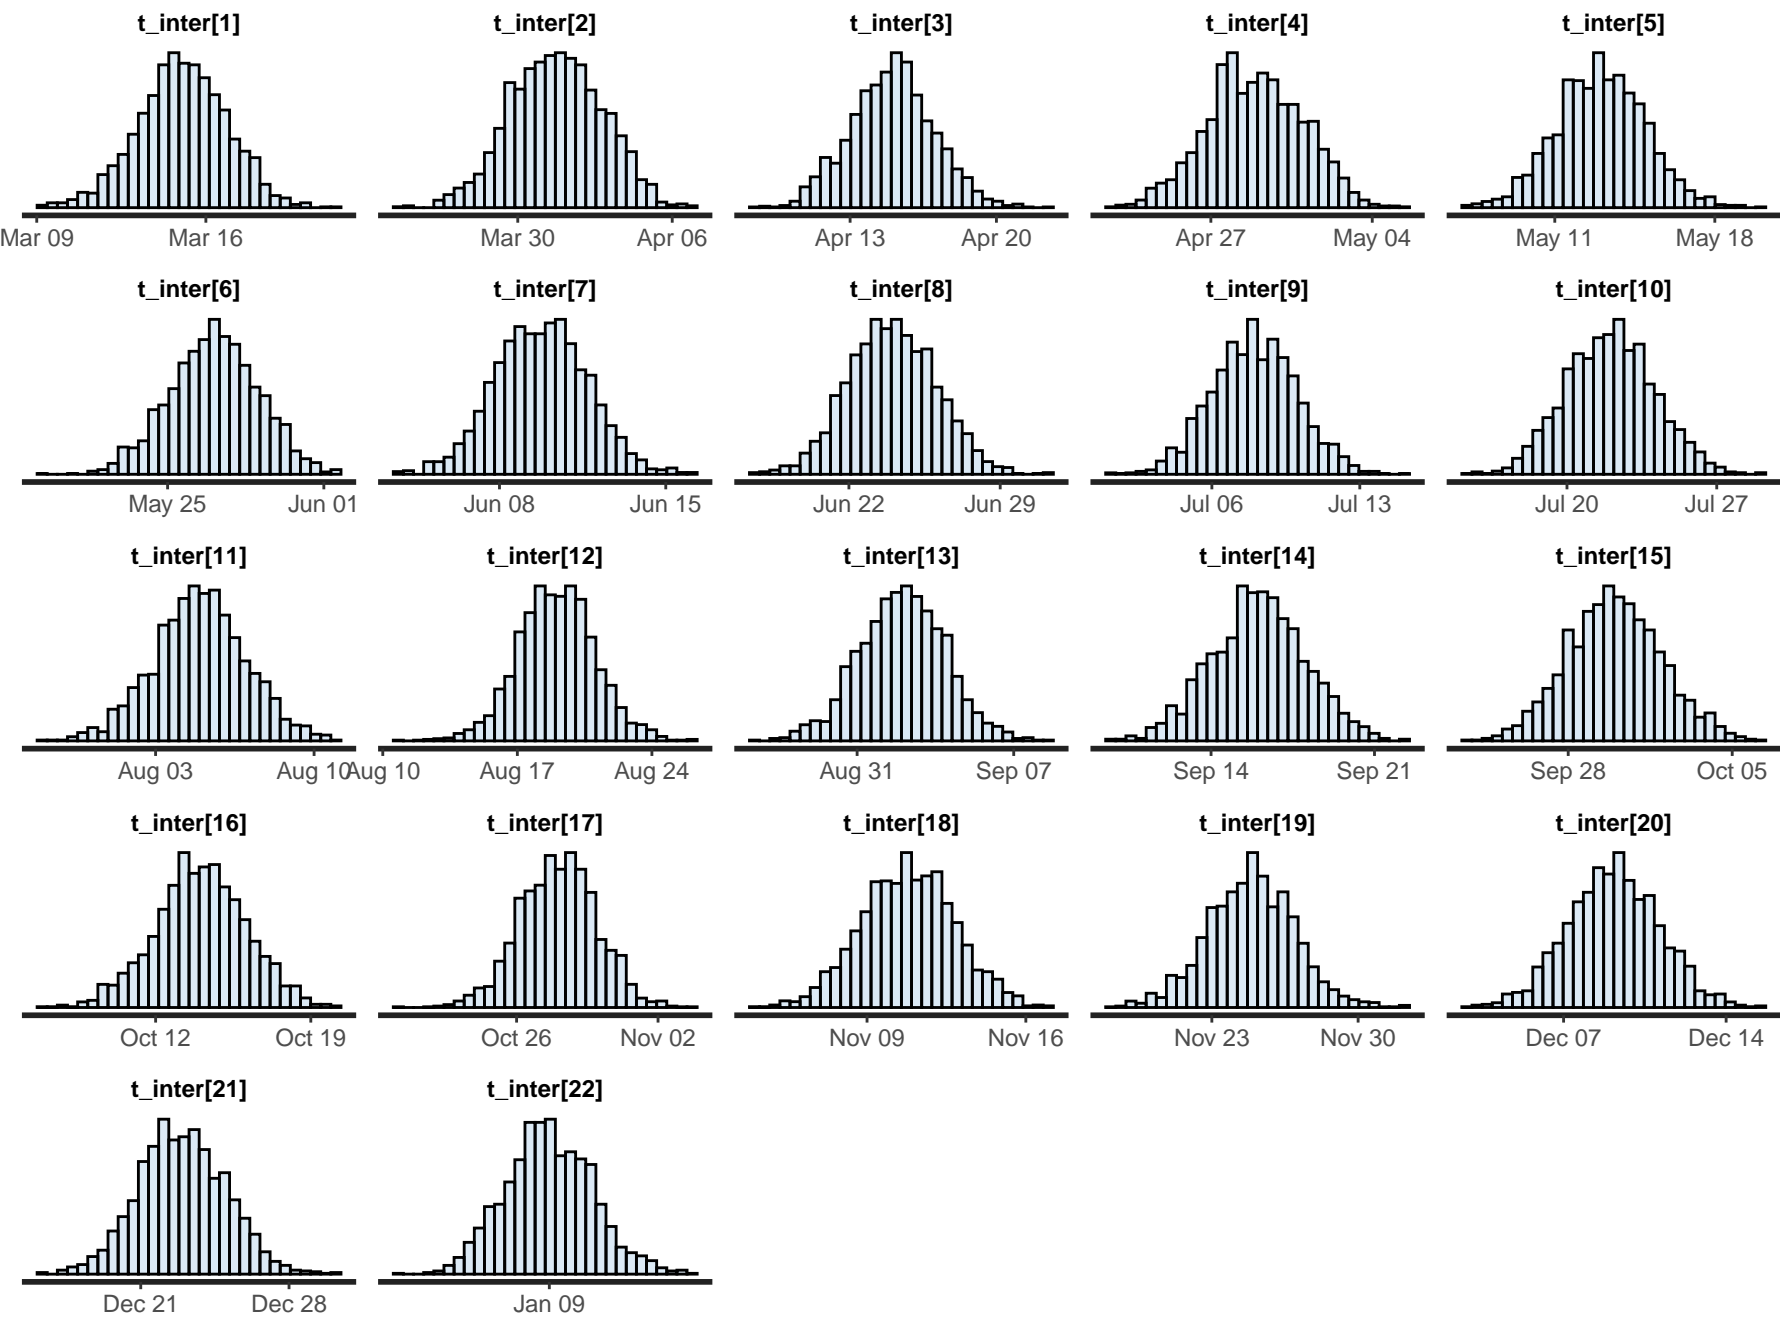 t_inter[1] t_inter[2] t_inter[3] t_inter[4] t_inter[5]
Mar 09 Mar 16 Mar 30 Apr 06 Apr 13 Apr 20 Apr 27 May 04 May 11 May 18
t_inter[6] t_inter[7] t_inter[8] t_inter[9] t_inter[10]
May 25 Jun 01 Jun 08 Jun 15 Jun 22 Jun 29 Jul 06 Jul 13 Jul 20 Jul 27
t_inter[11] t_inter[12] t_inter[13] t_inter[14] t_inter[15]
Aug 03 Aug 10 Aug 10 Aug 17 Aug 24 Aug 31 Sep 07 Sep 14 Sep 21 Sep 28 Oct 05
t_inter[16] t_inter[17] t_inter[18] t_inter[19] t_inter[20]
Oct 12 Oct 19 Oct 26 Nov 02 Nov 09 Nov 16 Nov 23 Nov 30 Dec 07 Dec 14
t_inter[21] t_inter[22]
Dec 21 Dec 28 Jan 09